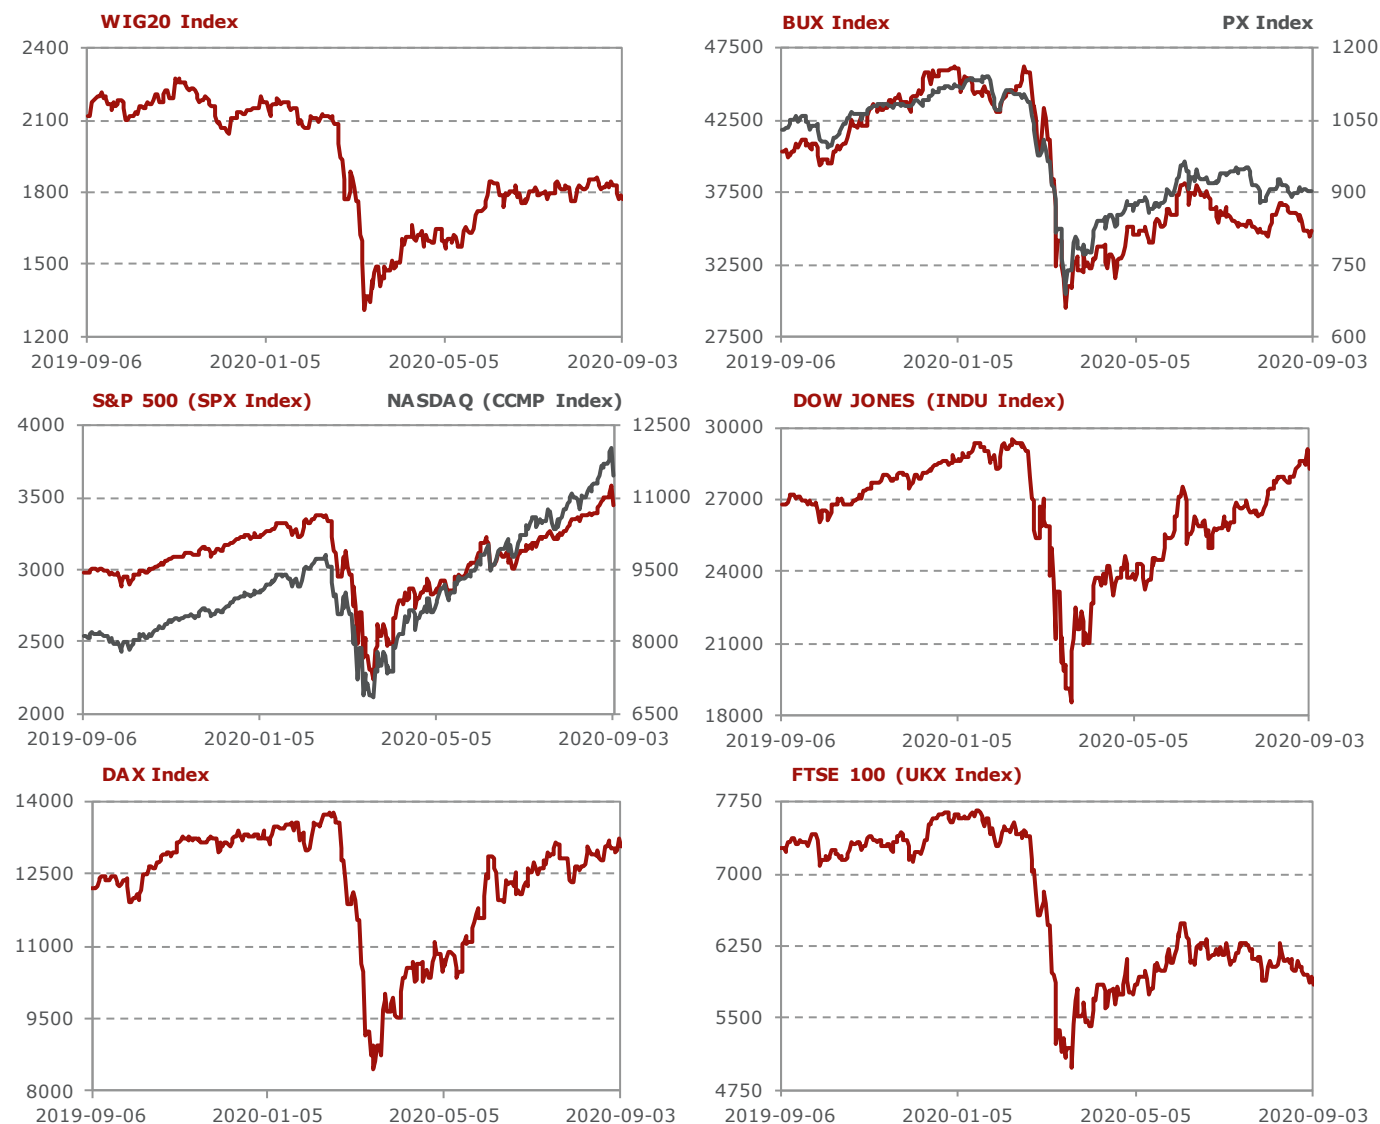 WIG20 Index
2400
2100
1800
1500
1200
2019-09-06 2020-01-05 2020-05-05 2020-09-03
BUX Index PX Index
47500 1200
42500 1050
37500 900
32500 750
27500 600
2019-09-06 2020-01-05 2020-05-05 2020-09-03
S&P 500 (SPX Index) NASDAQ (CCMP Index)
4000 12500
3500 11000
3000 9500
2500 8000
2000 6500
2019-09-06 2020-01-05 2020-05-05 2020-09-03
DOW JONES (INDU Index)
30000
27000
24000
21000
18000
2019-09-06 2020-01-05 2020-05-05 2020-09-03
DAX Index
14000
12500
11000
9500
8000
2019-09-06 2020-01-05 2020-05-05 2020-09-03
FTSE 100 (UKX Index)
7750
7000
6250
5500
4750
2019-09-06 2020-01-05 2020-05-05 2020-09-03